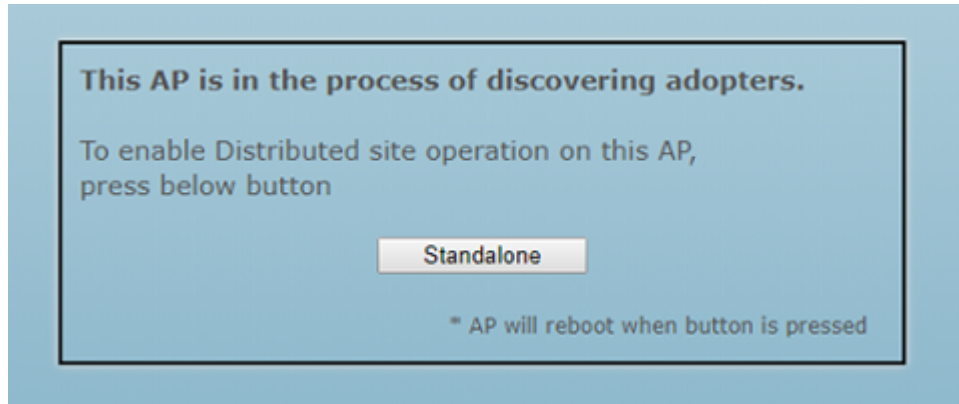 This AP is in the process of discovering adopters.
To enable Distributed site operation on this AP,
press below button
Standalone
* AP will reboot when button is pressed